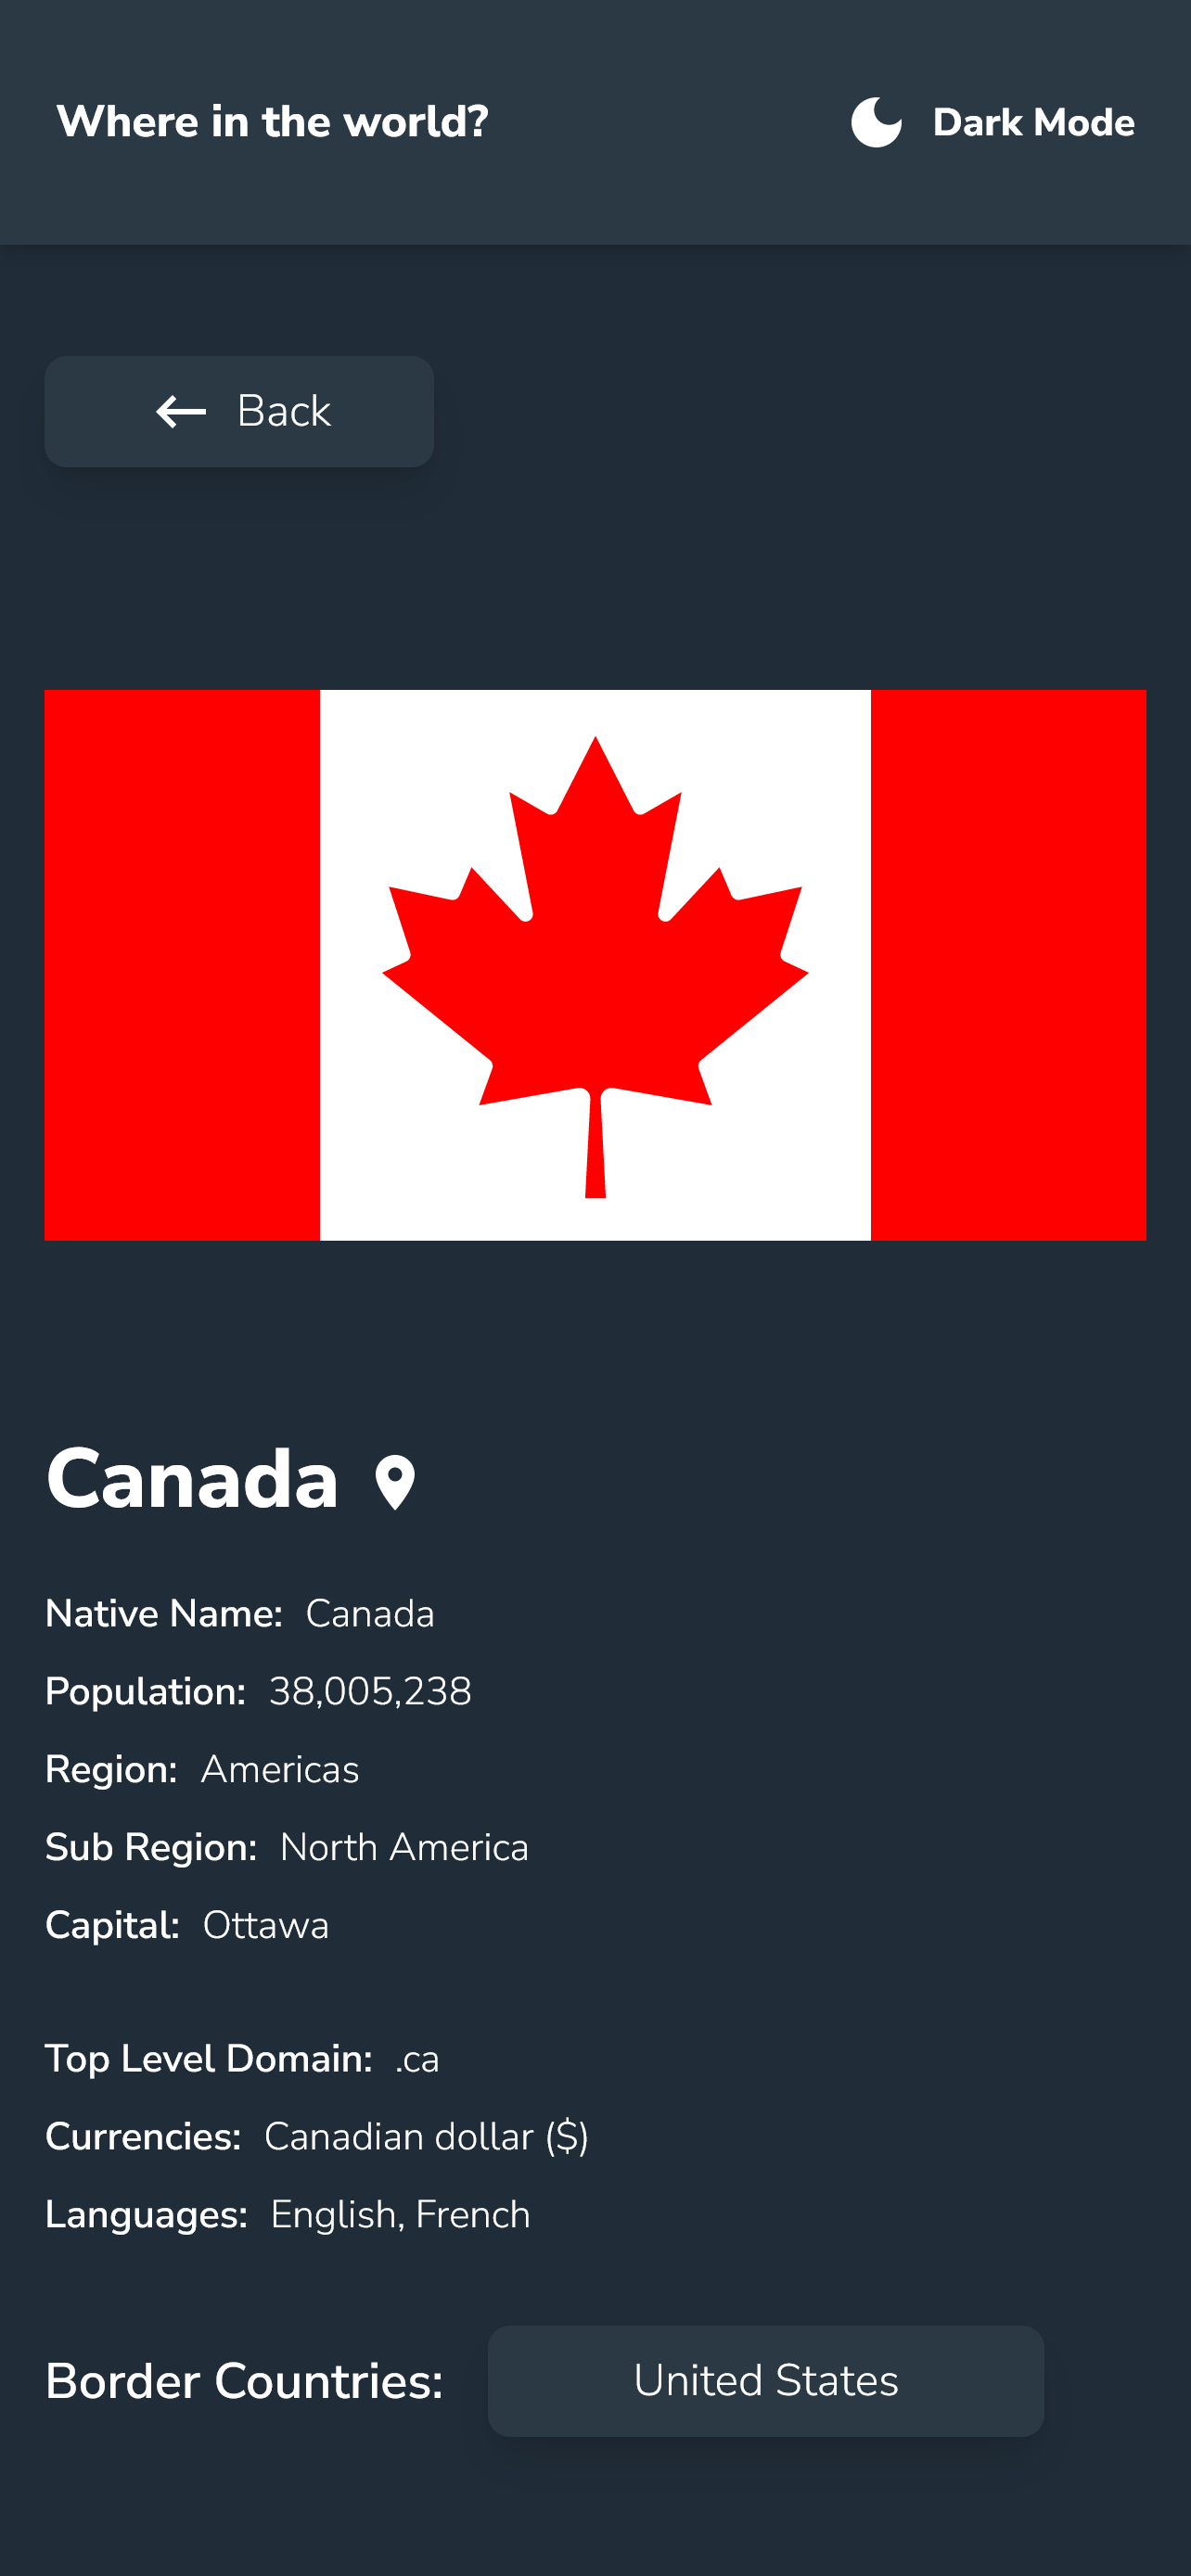 Where in the world? Dark Mode
Back
Canada
Native Name: Canada
Population: 38,005,238
Region: Americas
Sub Region: North America
Capital: Ottawa
Top Level Domain: .ca
Currencies: Canadian dollar ($)
Languages: English, French
Border Countries: United States